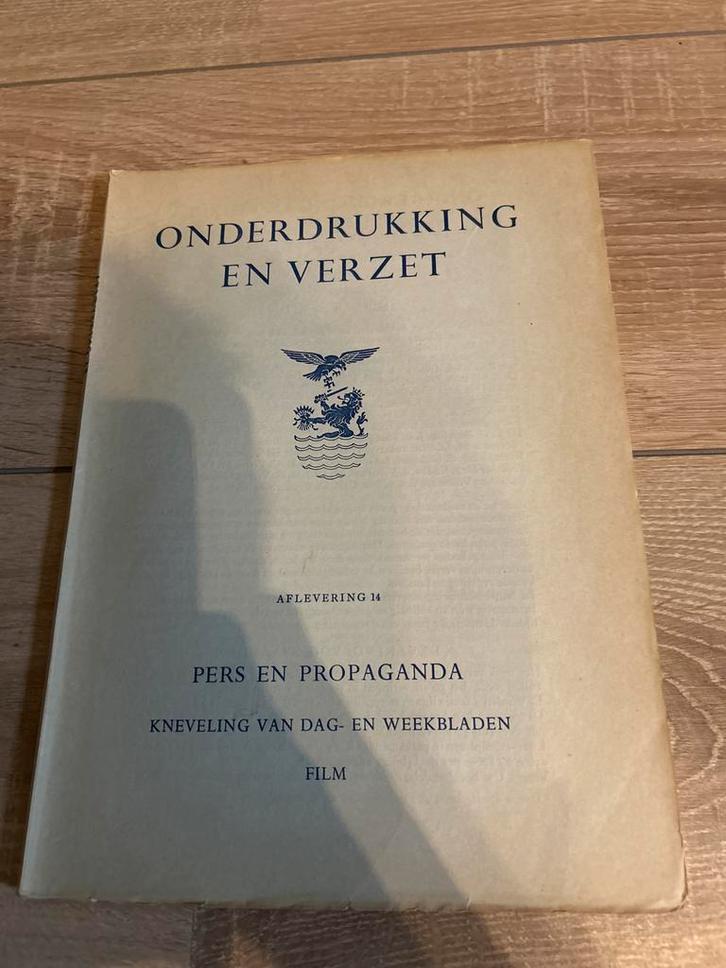 ONDERDRUKKING
EN VERZET
AFLEVERING 14
PERS EN PROPAGANDA
KNEVELING VAN DAG- EN WEEKBLADEN
FILM